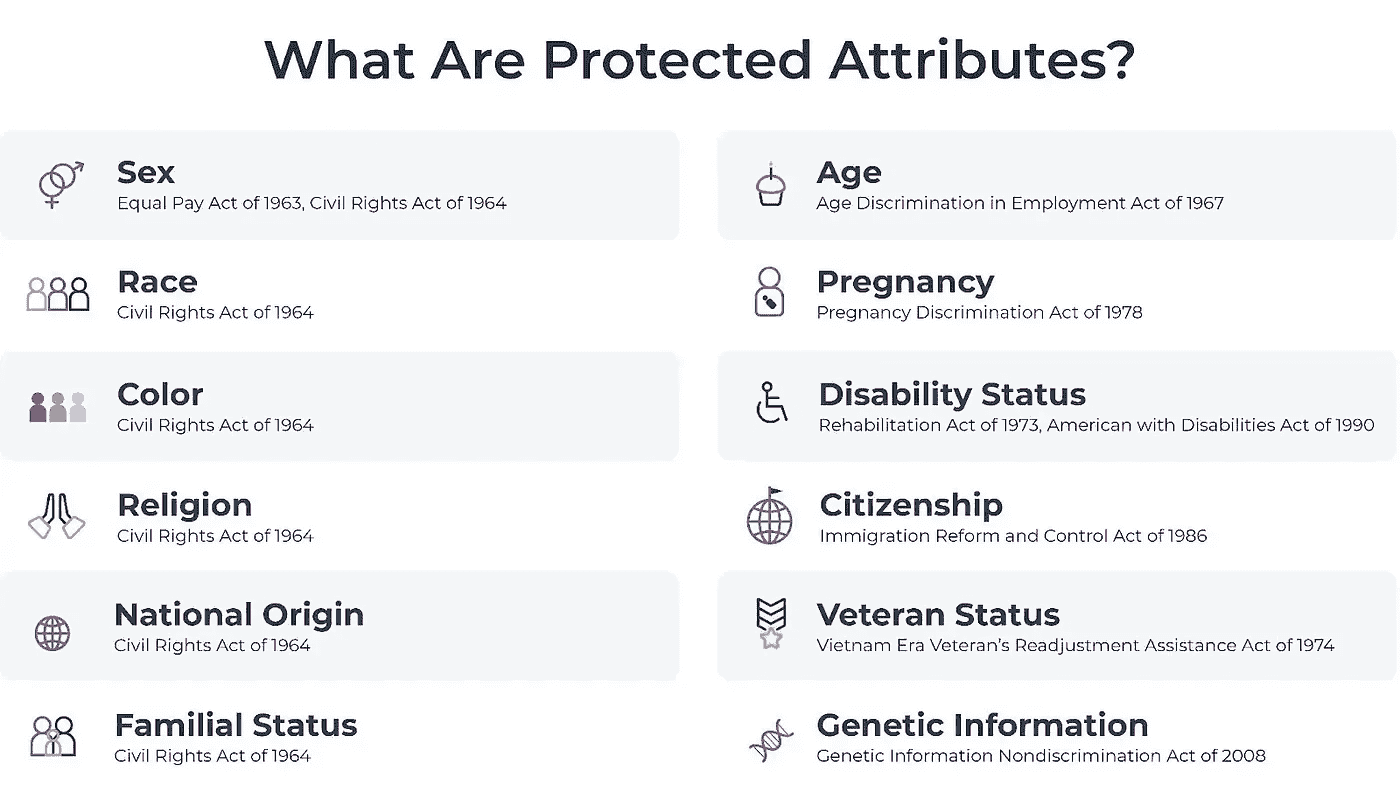 What Are Protected Attributes?
Sex
Equal Pay Act of 1963, Civil Rights Act of 1964
Race
Civil Rights Act of 1964
Color
Civil Rights Act of 1964
Religion
Civil Rights Act of 1964
National Origin
Civil Rights Act of 1964
Familial Status
Civil Rights Act of 1964
Age
Age Discrimination in Employment Act of 1967
Pregnancy
Pregnancy Discrimination Act of 1978
Disability Status
Rehabilitation Act of 1973, American with Disabilities Act of 1990
Citizenship
Immigration Reform and Control Act of 1986
Veteran Status
Vietnam Era Veteran's Readjustment Assistance Act of 1974
Genetic Information
Genetic Information Nondiscrimination Act of 2008